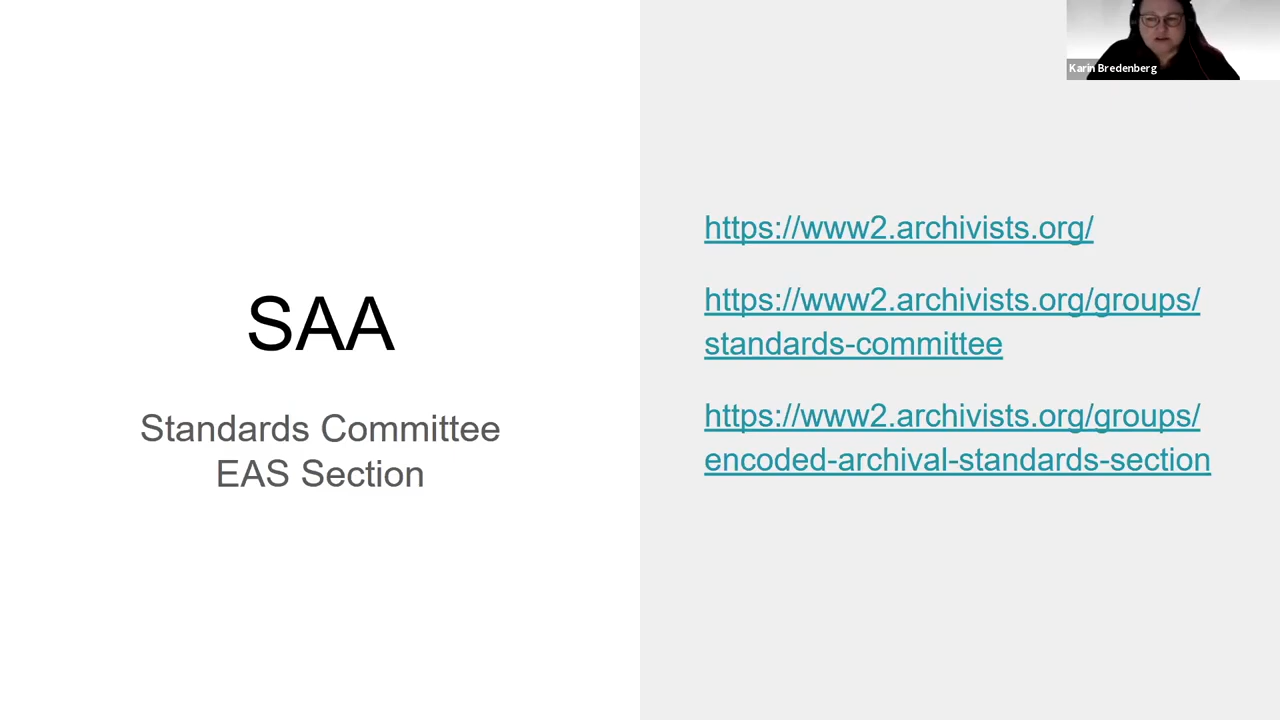 Karin Bredenberg
SAA
Standards Committee
EAS Section
https://www2.archivists.org/
https://www2.archivists.org/groups/
standards-committee
https://www2.archivists.org/groups/
encoded-archival-standards-section